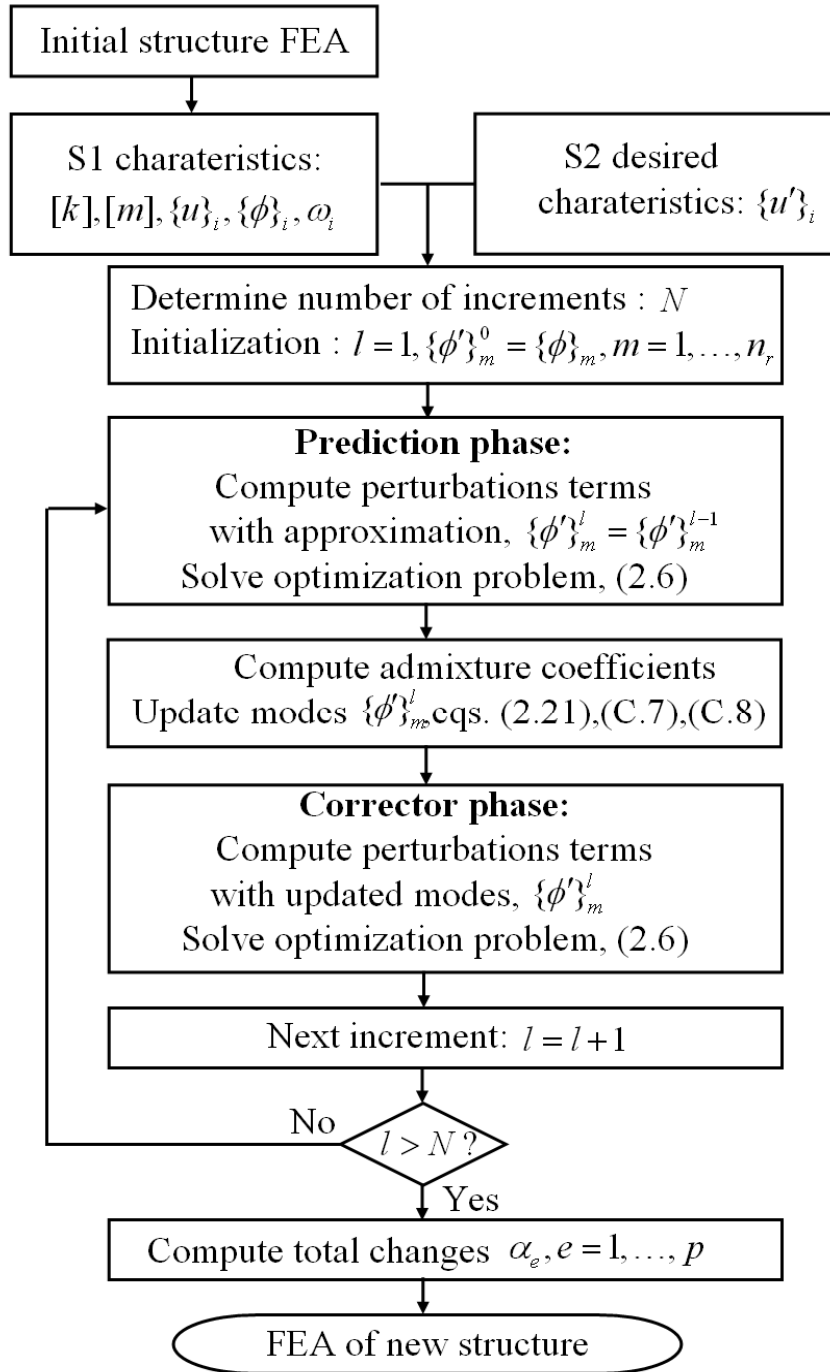 Initial structure FEA
S1 charateristics:
[k],[m],{u}_i,{ϕ}_i,ω_i
S2 desired
charateristics: {u′}_i
Determine number of increments : N
Initialization : l = 1,{ϕ′}_m^0 = {ϕ}_m, m = 1,…, n_r
Prediction phase:
Compute perturbations terms
with approximation, {ϕ′}_m^l = {ϕ′}_m^{l−1}
Solve optimization problem, (2.6)
Compute admixture coefficients
Update modes {ϕ′}_m^l, eqs. (2.21),(C.7),(C.8)
Corrector phase:
Compute perturbations terms
with updated modes, {ϕ′}_m^l
Solve optimization problem, (2.6)
Next increment: l = l + 1
No
l > N ?
Yes
Compute total changes α_e, e = 1,…, p
FEA of new structure